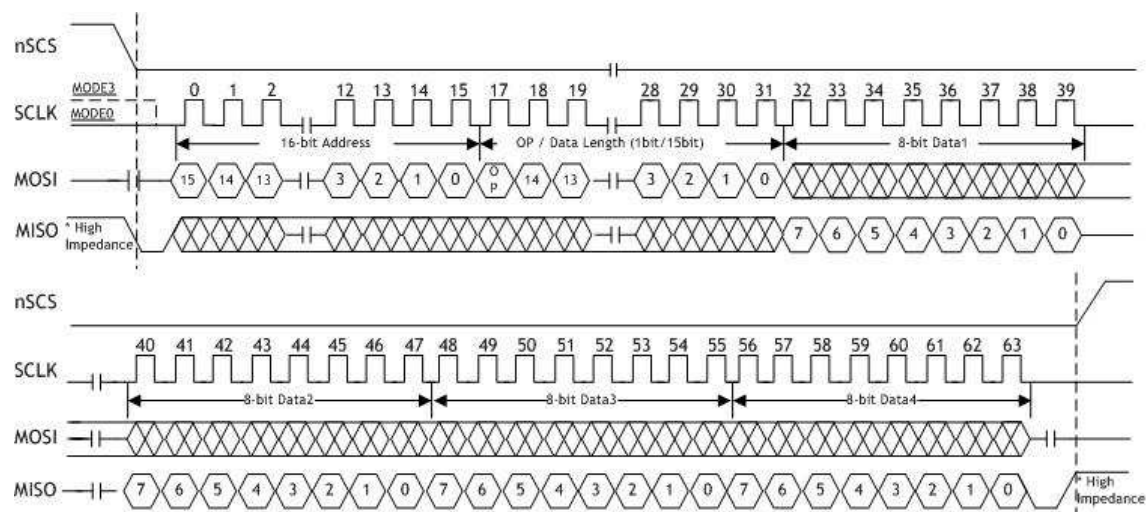 nSCS
MODE3
0 1 2 12 13 14 15 17 18 19 28 29 30 31 32 33 34 35 36 37 38 39
SCLK MODE0
16-bit Address OP / Data Length (1bit/15bit) 8-bit Data1
MOSI 15 14 13 3 2 1 0 OP 14 13 3 2 1 0
MISO * High Impedance 7 6 5 4 3 2 1 0
nSCS
40 41 42 43 44 45 46 47 48 49 50 51 52 53 54 55 56 57 58 59 60 61 62 63
SCLK
8-bit Data2 8-bit Data3 8-bit Data4
MOSI
MISO 7 6 5 4 3 2 1 0 7 6 5 4 3 2 1 0 7 6 5 4 3 2 1 0 * High Impedance